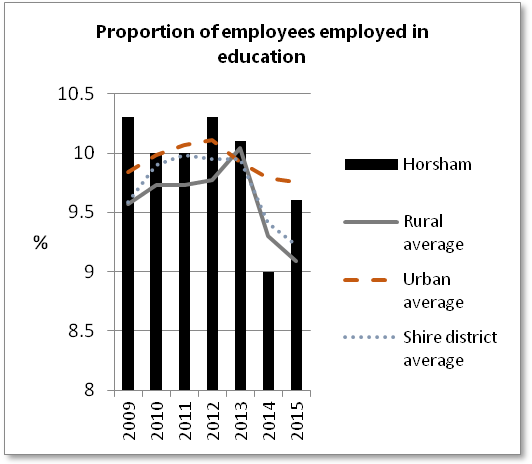 Proportion of employees employed in
education
10.5
10
9.5
9
8.5
8
%
2009 2010 2011 2012 2013 2014 2015
Horsham
Rural
average
Urban
average
Shire district
average